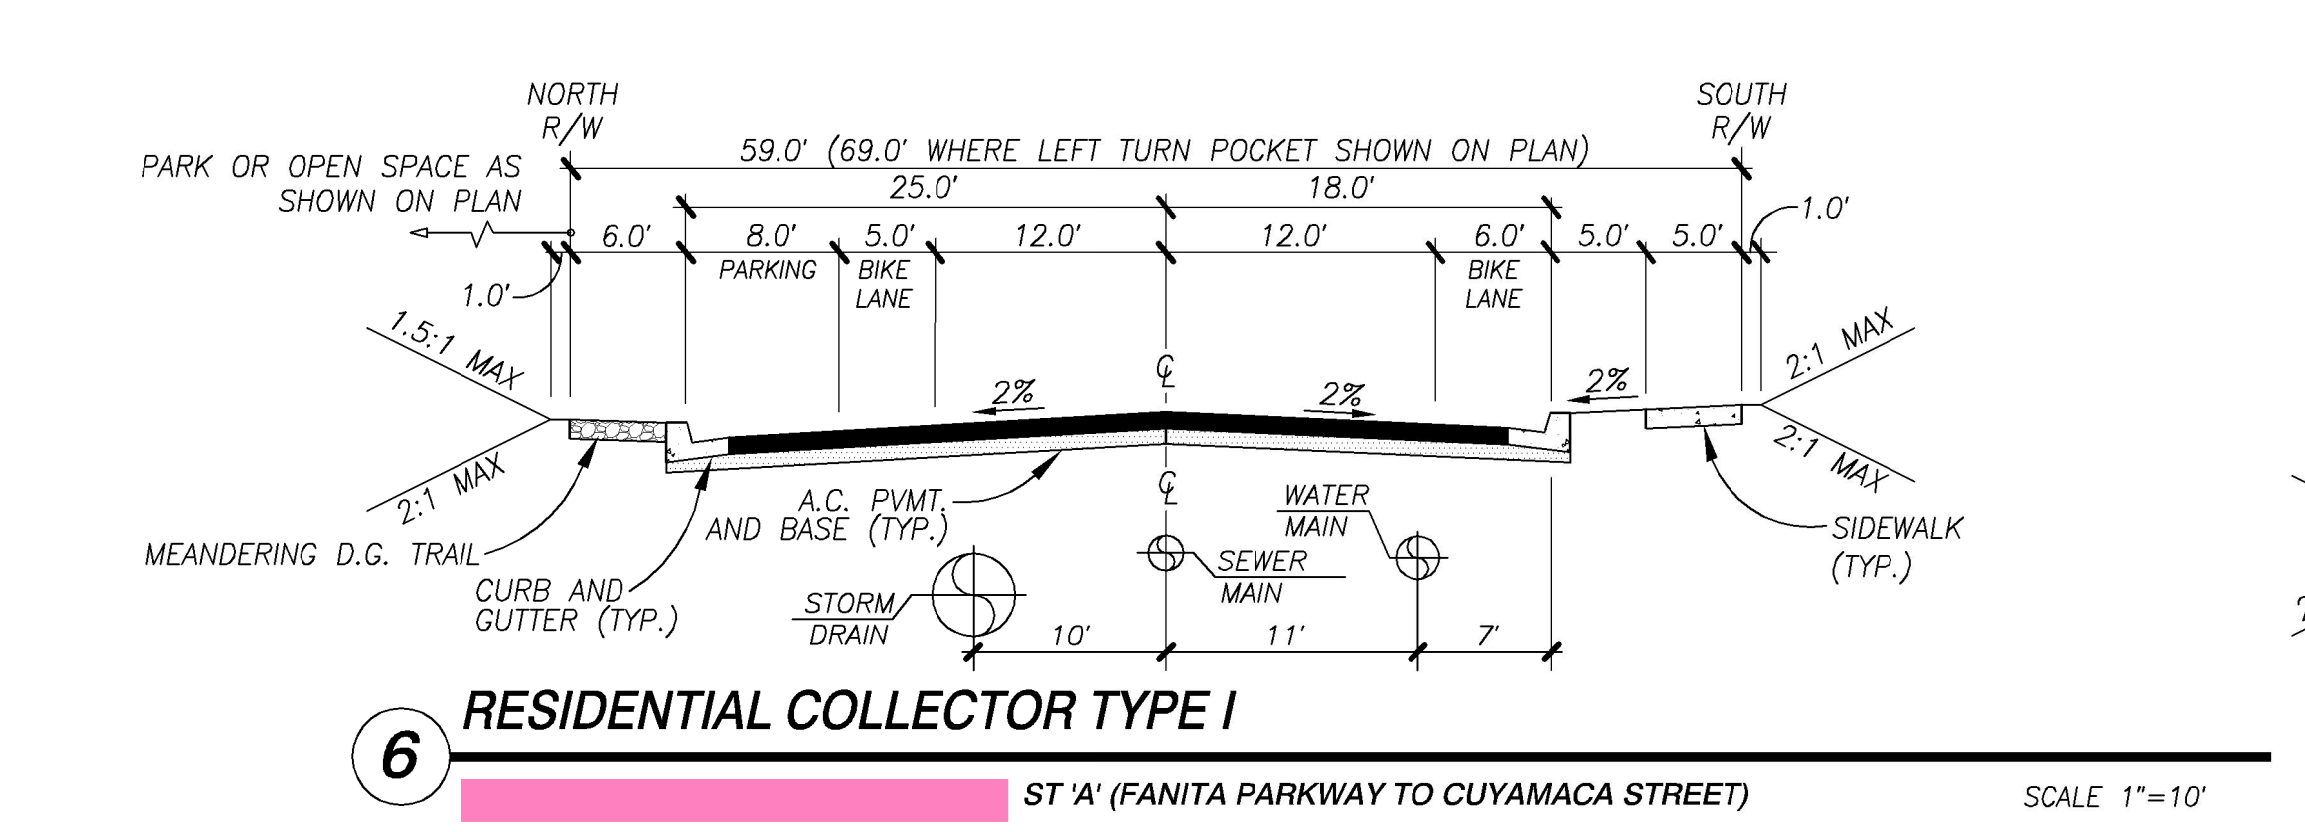 NORTH
R/W
SOUTH
R/W
59.0' (69.0' WHERE LEFT TURN POCKET SHOWN ON PLAN)
PARK OR OPEN SPACE AS
SHOWN ON PLAN
25.0'
18.0'
6.0'
8.0'
5.0'
12.0'
12.0'
6.0'
5.0'
5.0'
1.0'
PARKING
BIKE
LANE
BIKE
LANE
1.0'
1.5:1 MAX
2:1 MAX
℄
2%
2%
2%
2:1 MAX
2:1 MAX
℄
A.C. PVMT.
AND BASE (TYP.)
WATER
MAIN
SIDEWALK
(TYP.)
MEANDERING D.G. TRAIL
CURB AND
GUTTER (TYP.)
SEWER
MAIN
STORM
DRAIN
10'
11'
7'
RESIDENTIAL COLLECTOR TYPE I
6
ST 'A' (FANITA PARKWAY TO CUYAMACA STREET)
SCALE 1"=10'